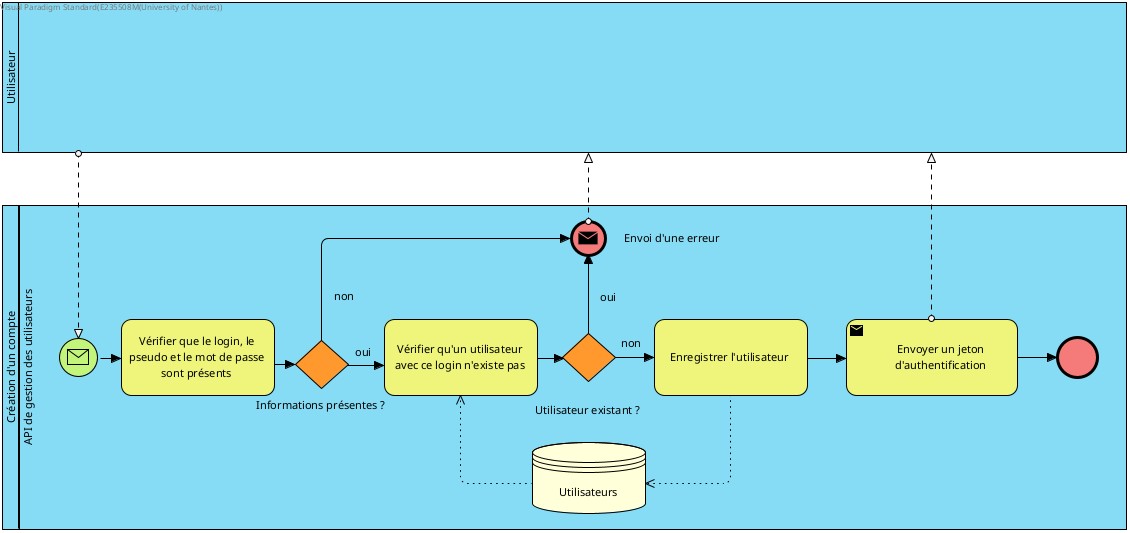 Visual Paradigm Standard(E235508M(University of Nantes))
Utilisateur
Création d'un compte
API de gestion des utilisateurs
Envoi d'une erreur
non
oui
Vérifier que le login, le
pseudo et le mot de passe
sont présents
oui
Informations présentes ?
Vérifier qu'un utilisateur
avec ce login n'existe pas
non
Utilisateur existant ?
Enregistrer l'utilisateur
Envoyer un jeton
d'authentification
Utilisateurs